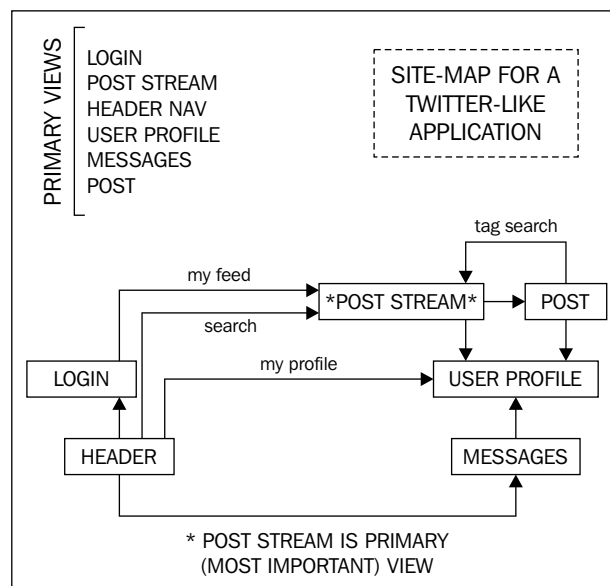 PRIMARY VIEWS
LOGIN
POST STREAM
HEADER NAV
USER PROFILE
MESSAGES
POST
SITE-MAP FOR A
TWITTER-LIKE
APPLICATION
tag search
my feed
*POST STREAM*
POST
search
my profile
LOGIN
USER PROFILE
HEADER
MESSAGES
* POST STREAM IS PRIMARY
(MOST IMPORTANT) VIEW